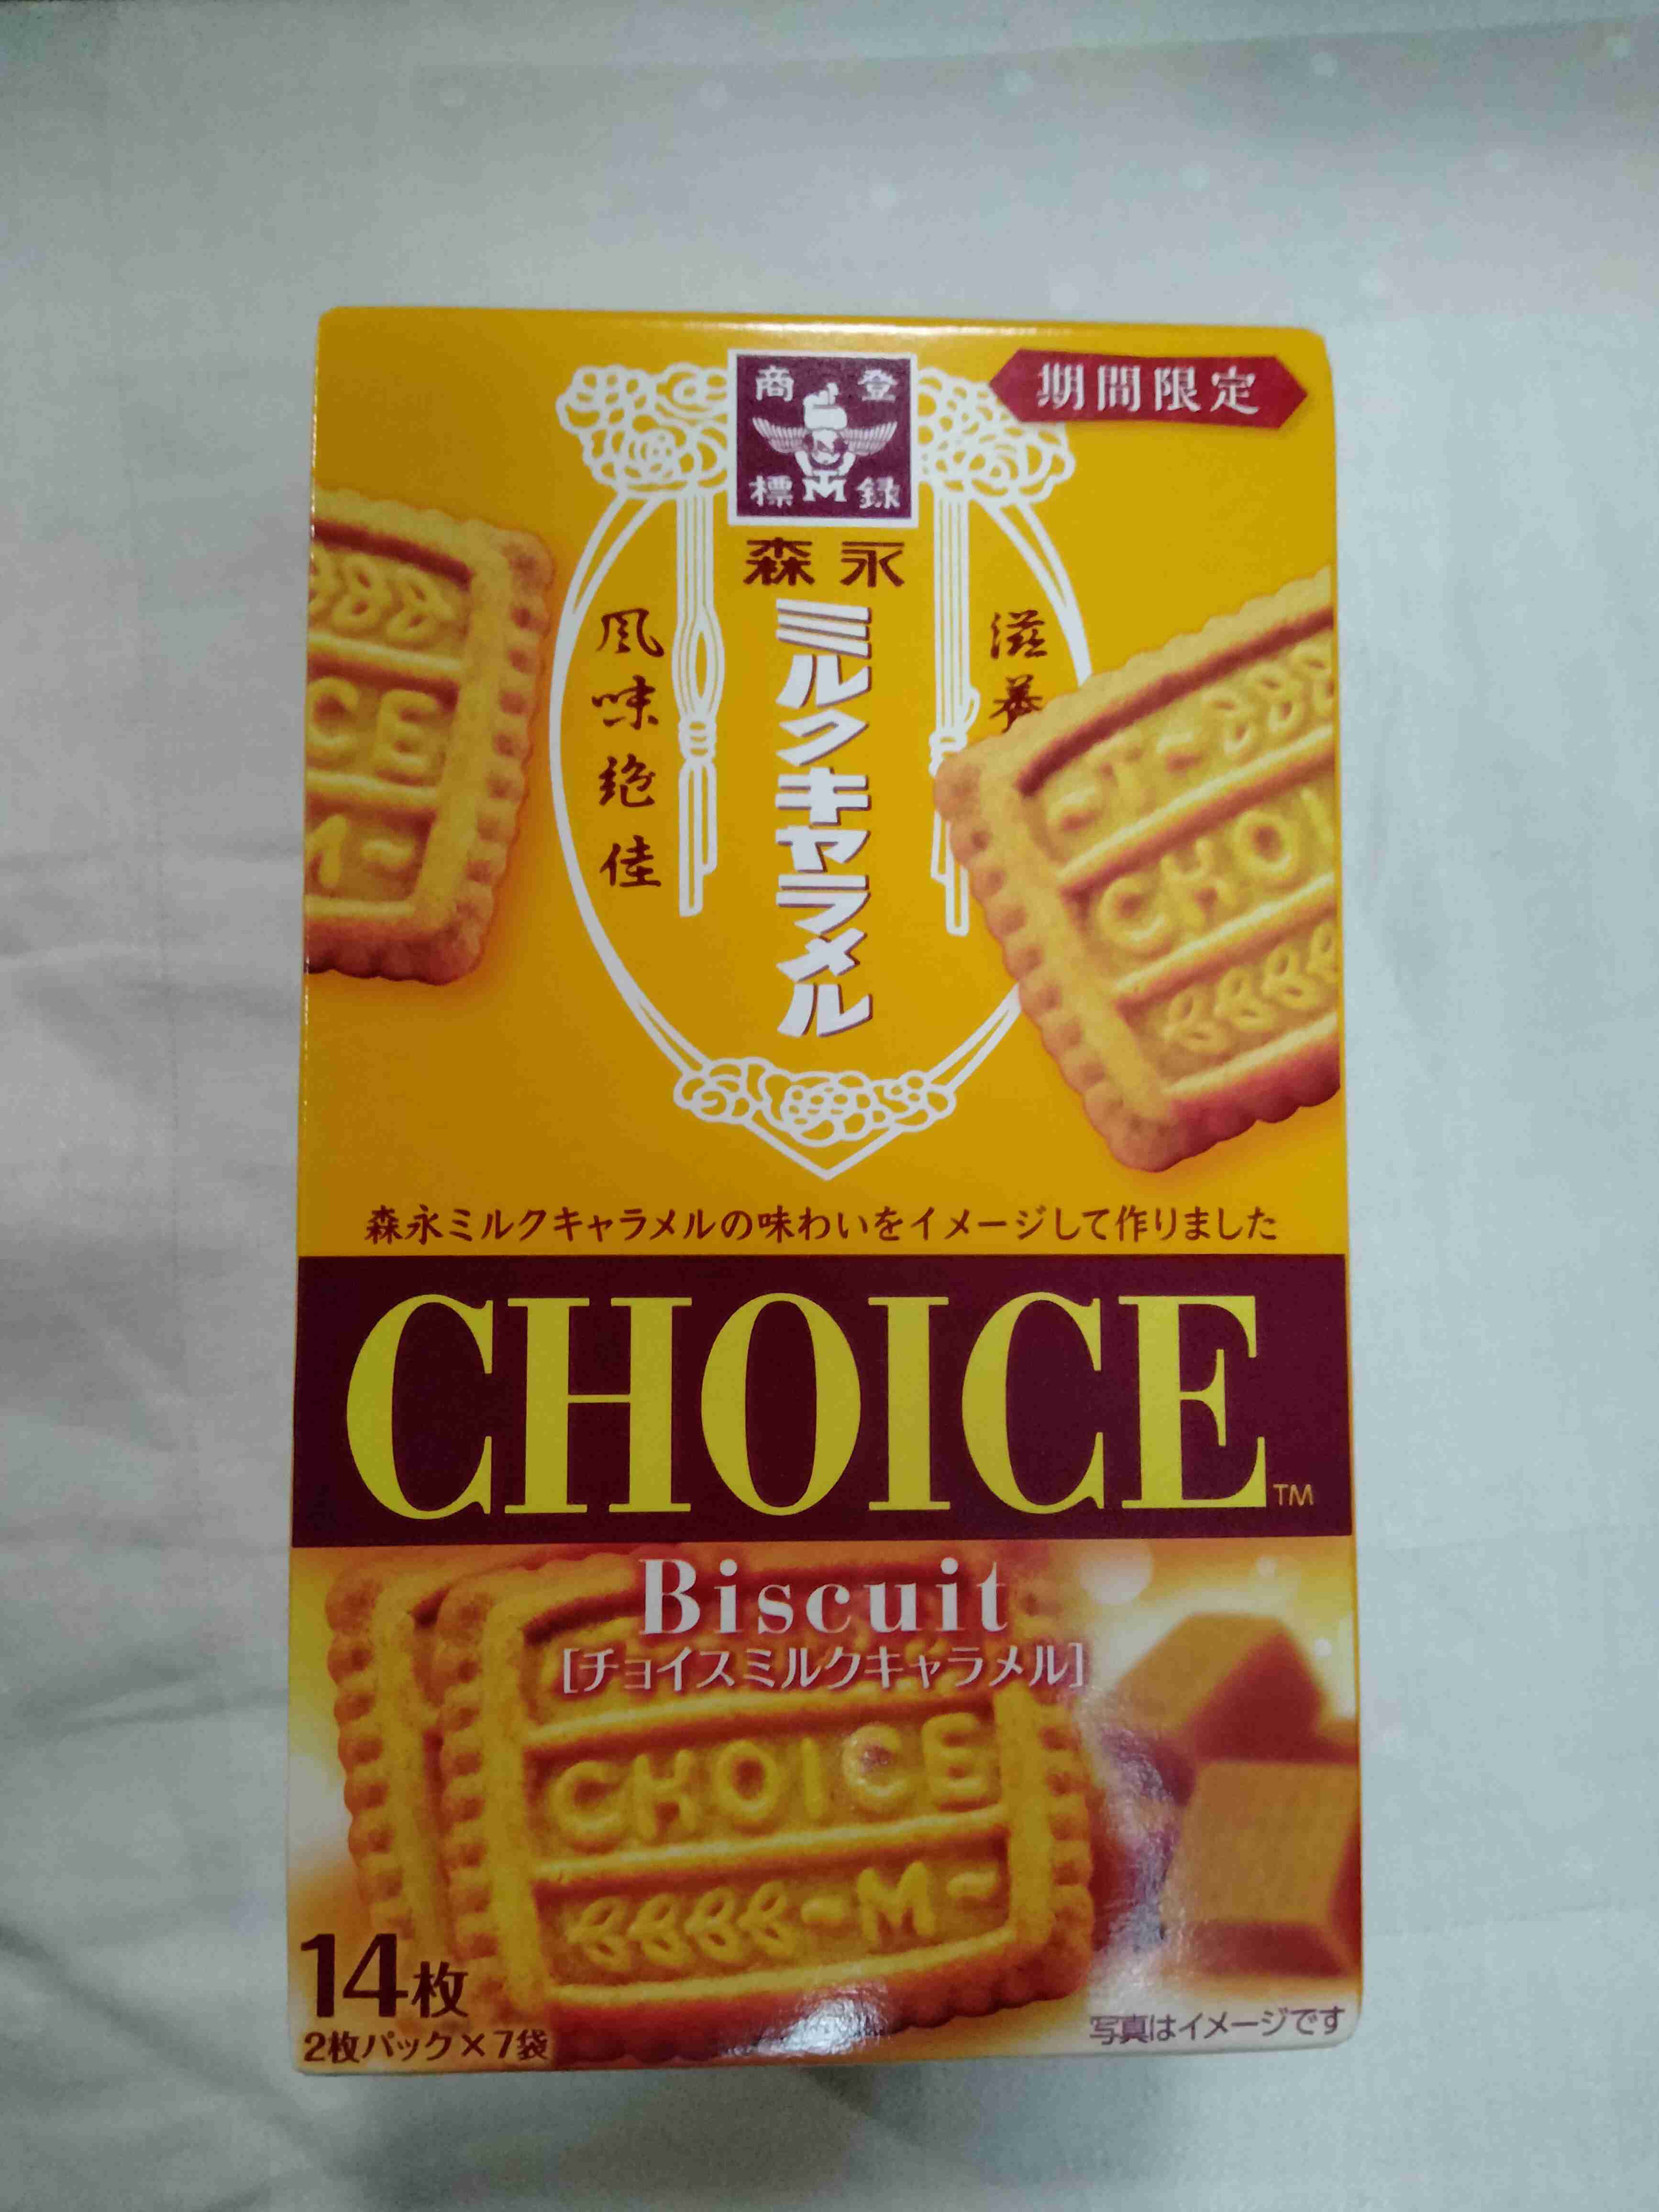 期間限定
登録
商標
森永
ミルクキャラメル
滋養
風味絶佳
CE
M
CHOI
森永ミルクキャラメルの味わいをイメージして作りました
CHOICE™
Biscuit
[チョイスミルクキャラメル]
CHOICE
-M-
14枚
2枚パック×7袋
写真はイメージです